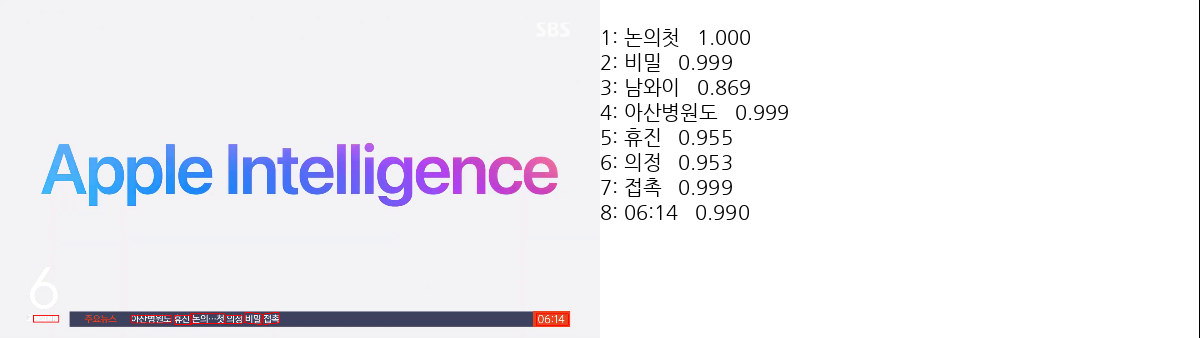 SBS
Apple Intelligence
6
주요뉴스 아산병원도 휴진 논의…첫 의정 비밀 접촉 06:14
1: 논의첫 1.000
2: 비밀 0.999
3: 남와이 0.869
4: 아산병원도 0.999
5: 휴진 0.955
6: 의정 0.953
7: 접촉 0.999
8: 06:14 0.990